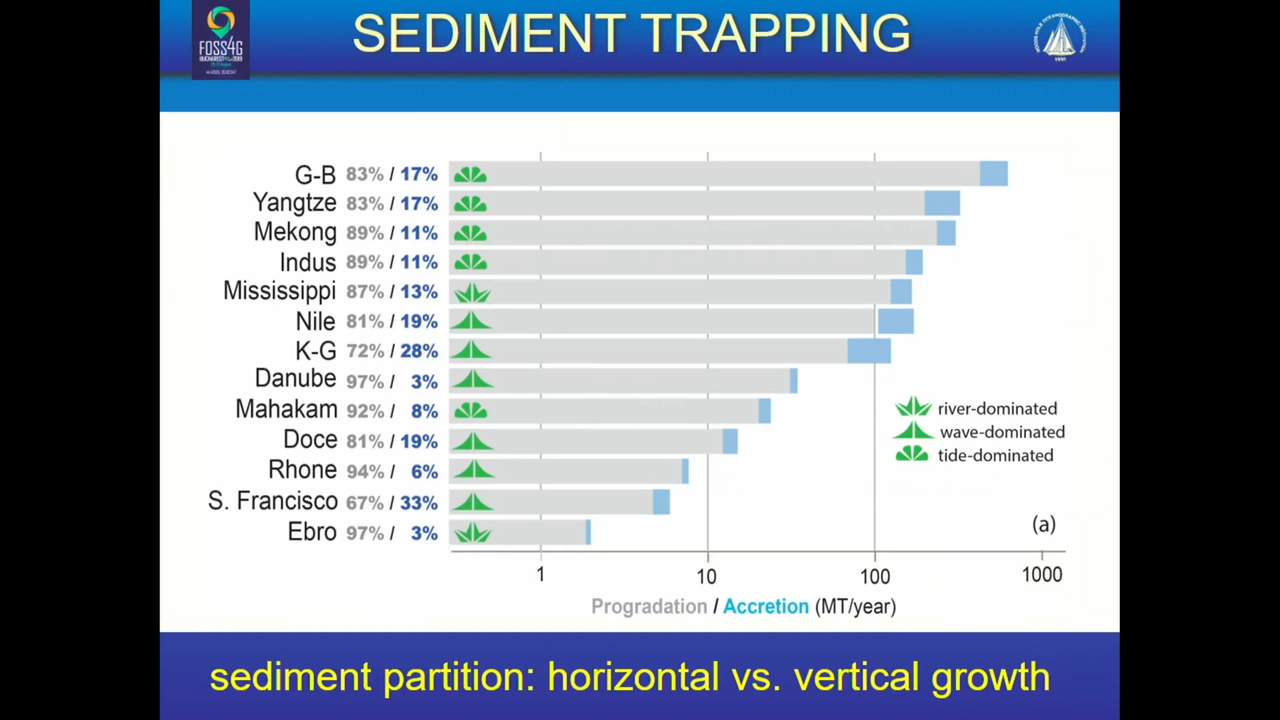 SEDIMENT TRAPPING
FOSS4G
G-B 83% / 17%
Yangtze 83% / 17%
Mekong 89% / 11%
Indus 89% / 11%
Mississippi 87% / 13%
Nile 81% / 19%
K-G 72% / 28%
Danube 97% / 3%
Mahakam 92% / 8%
Doce 81% / 19%
Rhone 94% / 6%
S. Francisco 67% / 33%
Ebro 97% / 3%
river-dominated
wave-dominated
tide-dominated
(a)
1 10 100 1000
Progradation / Accretion (MT/year)
sediment partition: horizontal vs. vertical growth